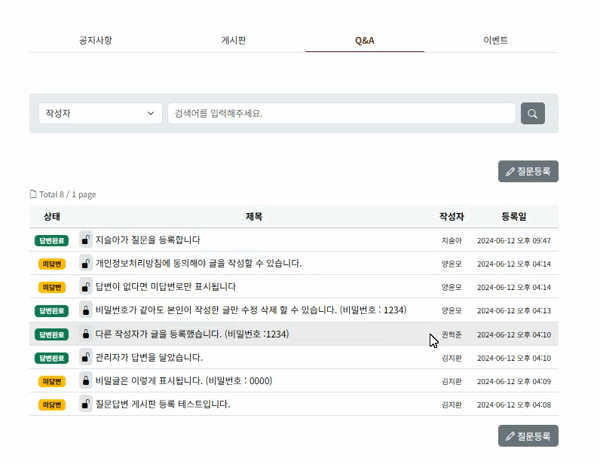 공지사항 게시판 Q&A 이벤트
작성자 검색어를 입력해주세요.
질문등록
Total 8 / 1 page
상태 제목 작성자 등록일
답변완료 지슬아가 질문을 등록합니다 지슬아 2024-06-12 오후 09:47
미답변 개인정보처리방침에 동의해야 글을 작성할 수 있습니다. 양윤모 2024-06-12 오후 04:14
미답변 답변이 없다면 미답변로만 표시됩니다 양윤모 2024-06-12 오후 04:14
답변완료 비밀번호가 같아도 본인이 작성한 글만 수정 삭제 할 수 있습니다. (비밀번호 : 1234) 양윤모 2024-06-12 오후 04:13
답변완료 다른 작성자가 글을 등록했습니다. (비밀번호 :1234) 권혁준 2024-06-12 오후 04:10
답변완료 관리자가 답변을 달았습니다. 김지환 2024-06-12 오후 04:10
미답변 비밀글은 이렇게 표시됩니다. (비밀번호 : 0000) 김지환 2024-06-12 오후 04:09
미답변 질문답변 게시판 등록 테스트입니다. 김지환 2024-06-12 오후 04:08
질문등록